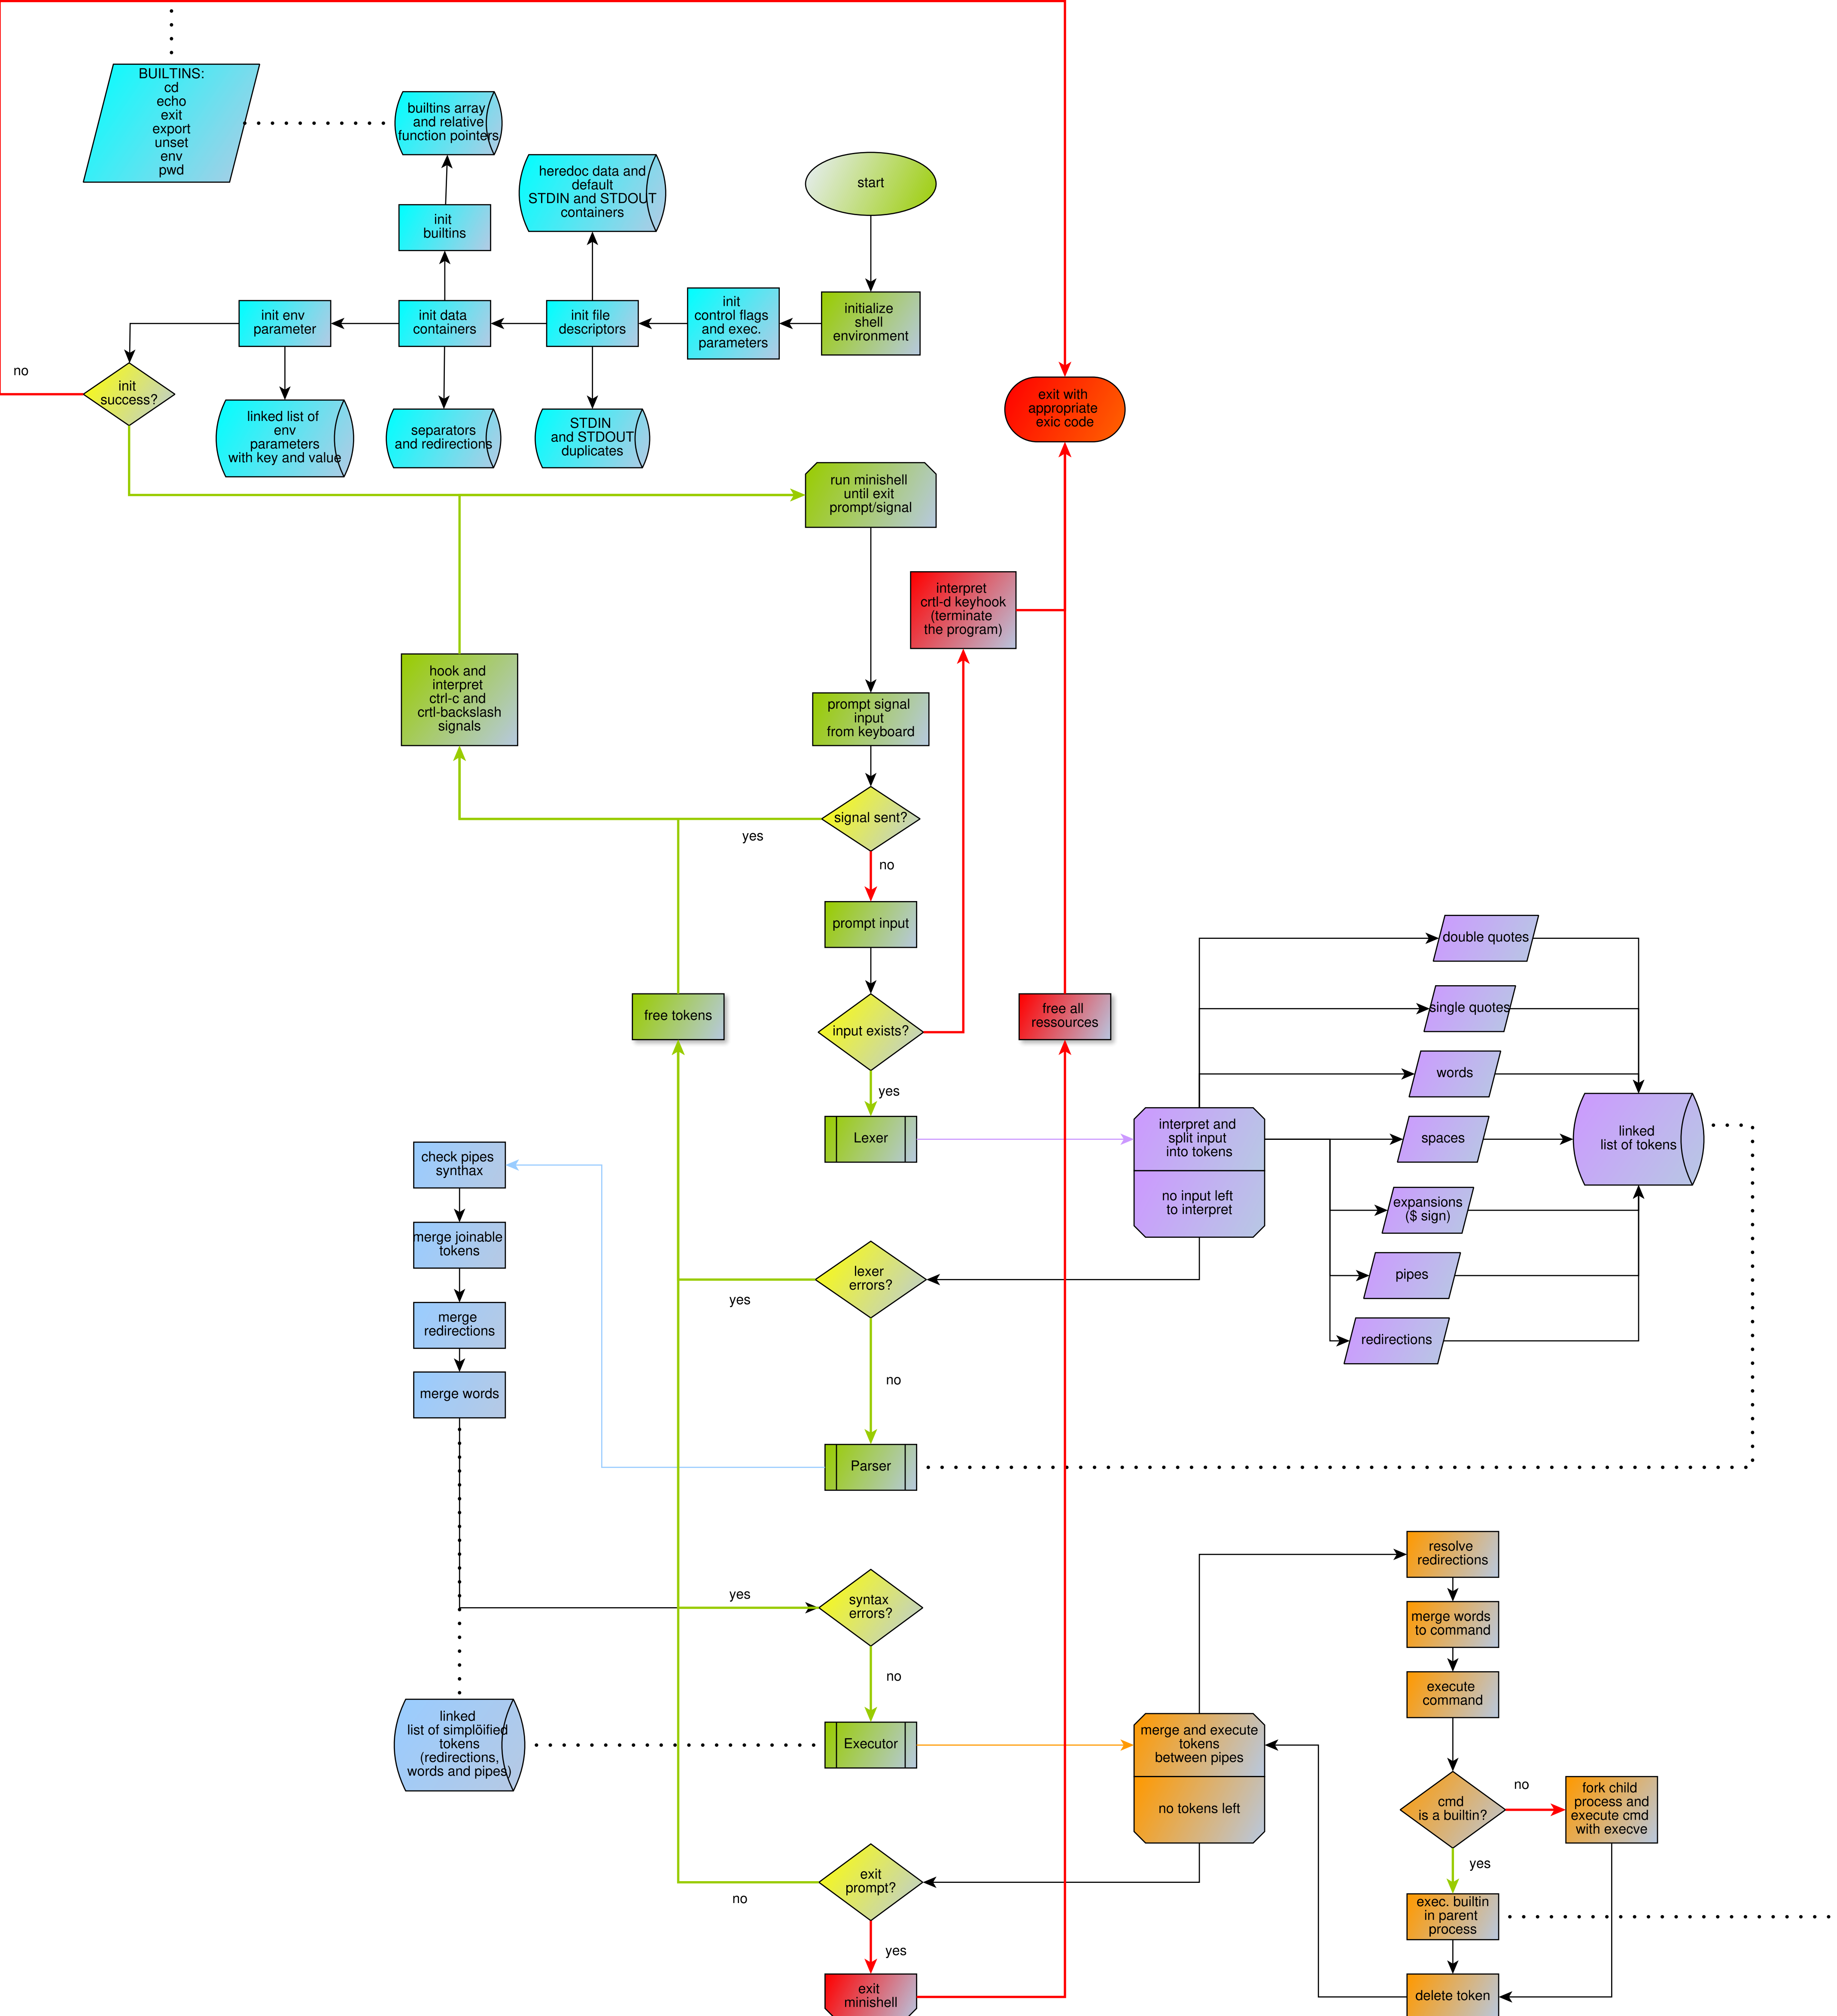 BUILTINS:
cd
echo
exit
export
unset
env
pwd
builtins array
and relative
function pointers
heredoc data and
default
STDIN and STDOUT
containers
start
init
builtins
init env
parameter
init data
containers
init file
descriptors
init
control flags
and exec.
parameters
initialize
shell
environment
no
init
success?
linked list of
env
parameters
with key and value
separators
and redirections
STDIN
and STDOUT
duplicates
exit with
appropriate
exic code
run minishell
until exit
prompt/signal
interpret
crtl-d keyhook
(terminate
the program)
hook and
interpret
ctrl-c and
crtl-backslash
signals
prompt signal
input
from keyboard
signal sent?
yes
no
prompt input
free tokens
input exists?
free all
ressources
yes
Lexer
interpret and
split input
into tokens
no input left
to interpret
double quotes
single quotes
words
spaces
expansions
($ sign)
pipes
redirections
linked
list of tokens
check pipes
synthax
merge joinable
tokens
merge
redirections
merge words
lexer
errors?
yes
no
Parser
yes
syntax
errors?
no
linked
list of simplöified
tokens
(redirections,
words and pipes)
Executor
merge and execute
tokens
between pipes
no tokens left
resolve
redirections
merge words
to command
execute
command
cmd
is a builtin?
no
fork child
process and
execute cmd
with execve
yes
exec. builtin
in parent
process
delete token
exit
prompt?
no
yes
exit
minishell